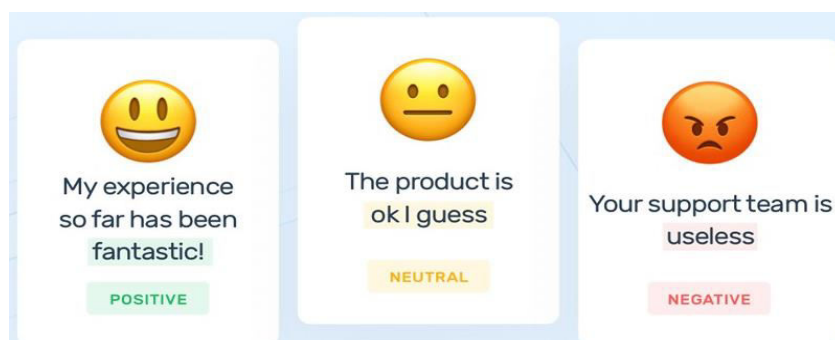 My experience
so far has been
fantastic!
POSITIVE
The product is
ok I guess
NEUTRAL
Your support team is
useless
NEGATIVE